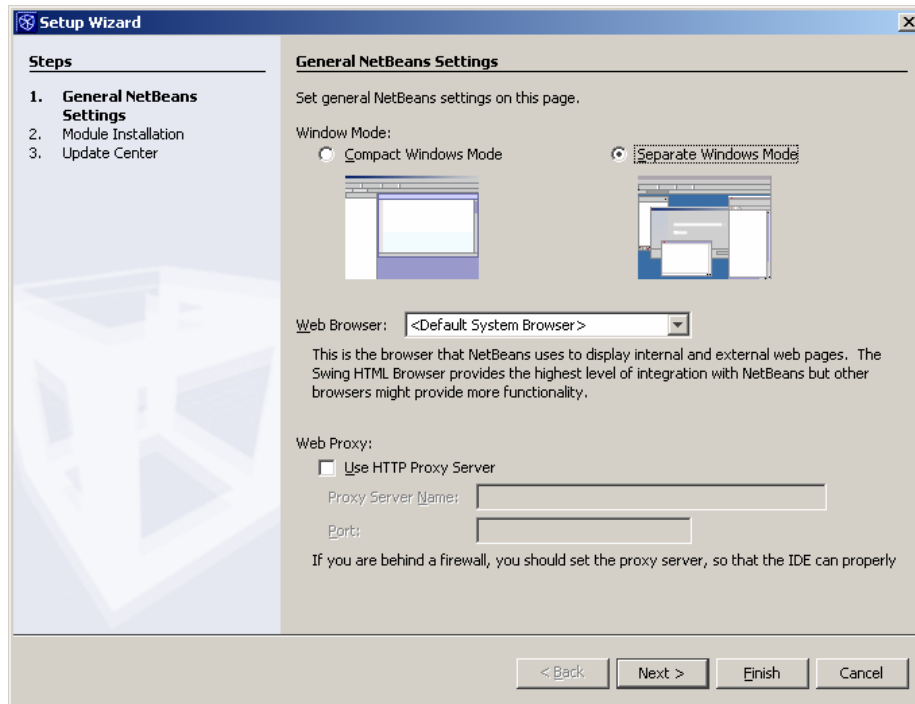 Setup Wizard
Steps
1. General NetBeans
Settings
2. Module Installation
3. Update Center
General NetBeans Settings
Set general NetBeans settings on this page.
Window Mode:
Compact Windows Mode
Separate Windows Mode
Web Browser: <Default System Browser>
This is the browser that NetBeans uses to display internal and external web pages. The
Swing HTML Browser provides the highest level of integration with NetBeans but other
browsers might provide more functionality.
Web Proxy:
Use HTTP Proxy Server
Proxy Server Name:
Port:
If you are behind a firewall, you should set the proxy server, so that the IDE can properly
< Back
Next >
Finish
Cancel